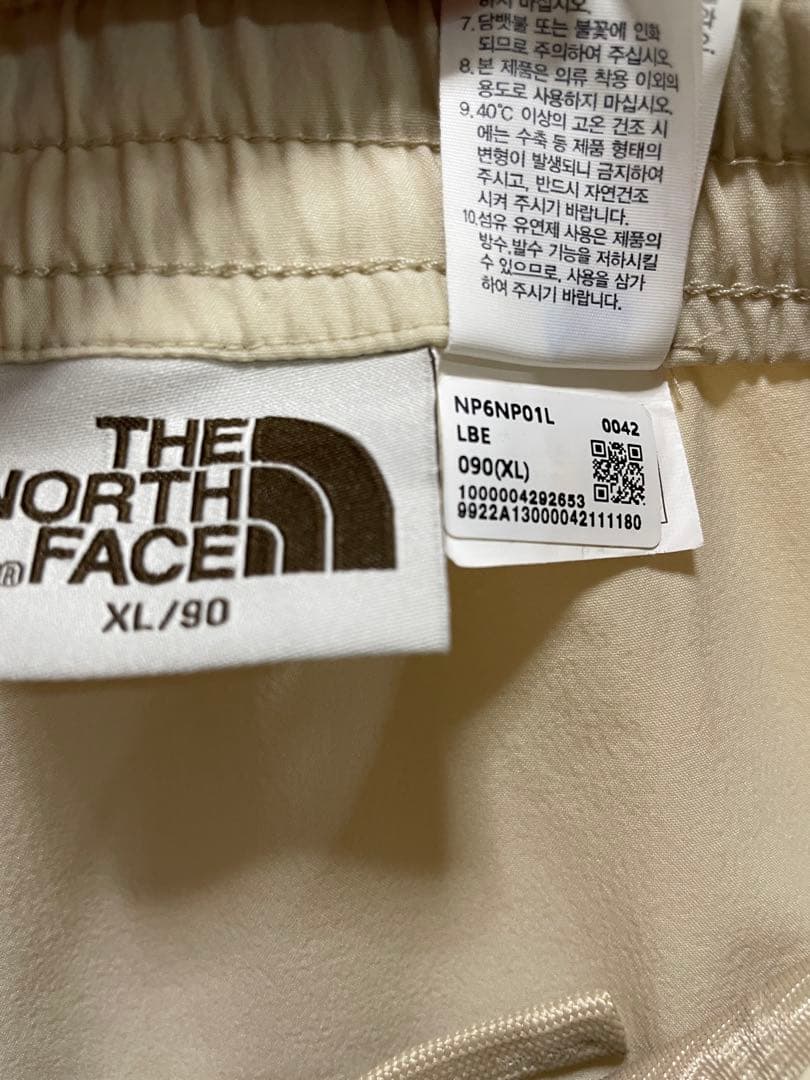 하지 마십시오.
7. 담뱃불 또는 불꽃에 인화
되므로 주의하여 주십시오.
8. 본 제품은 의류 착용 이외의
용도로 사용하지 마십시오.
9. 40℃ 이상의 고온 건조 시
에는 수축 등 제품 형태의
변형이 발생되니 금지하여
주시고, 반드시 자연건조
시켜 주시기 바랍니다.
10. 섬유 유연제 사용은 제품의
방수,발수 기능을 저하시킬
수 있으므로, 사용을 삼가
하여 주시기 바랍니다.
THE
NORTH
FACE
®
XL/90
NP6NP01L 0042
LBE
090(XL)
1000004292653
9922A13000042111180